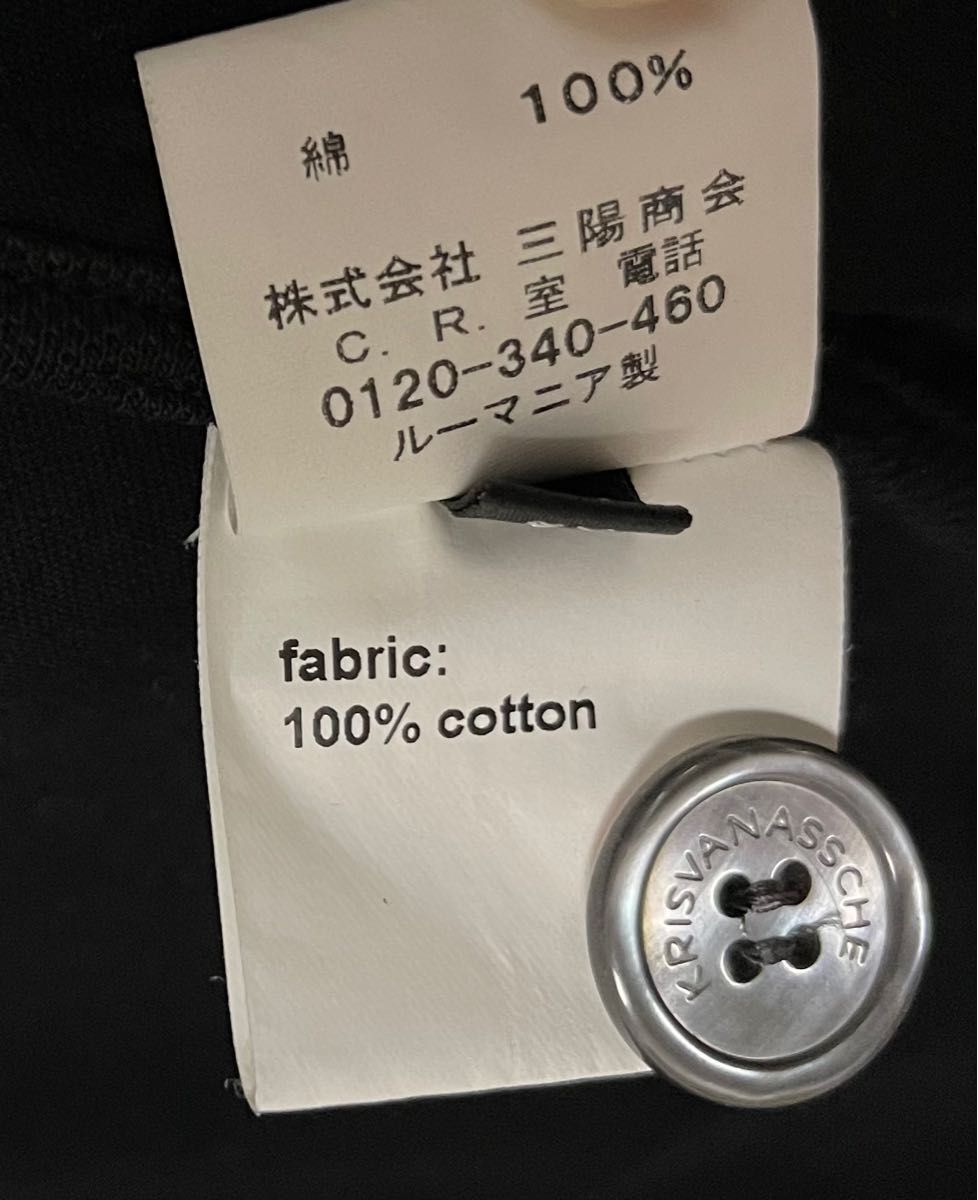 綿 100%
株式会社 三陽商会
C. R. 室 電話
0120-340-460
ルーマニア製
fabric:
100% cotton
KRISVANASSCHE